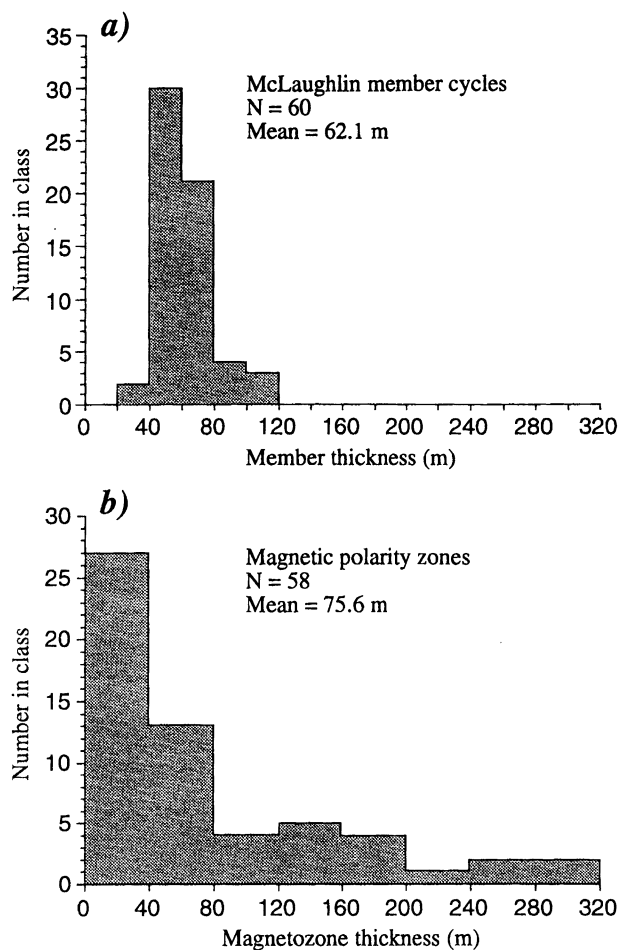 a)
McLaughlin member cycles
N = 60
Mean = 62.1 m
Number in class
35
30
25
20
15
10
5
0
0 40 80 120 160 200 240 280 320
Member thickness (m)
b)
Magnetic polarity zones
N = 58
Mean = 75.6 m
Number in class
30
25
20
15
10
5
0
0 40 80 120 160 200 240 280 320
Magnetozone thickness (m)